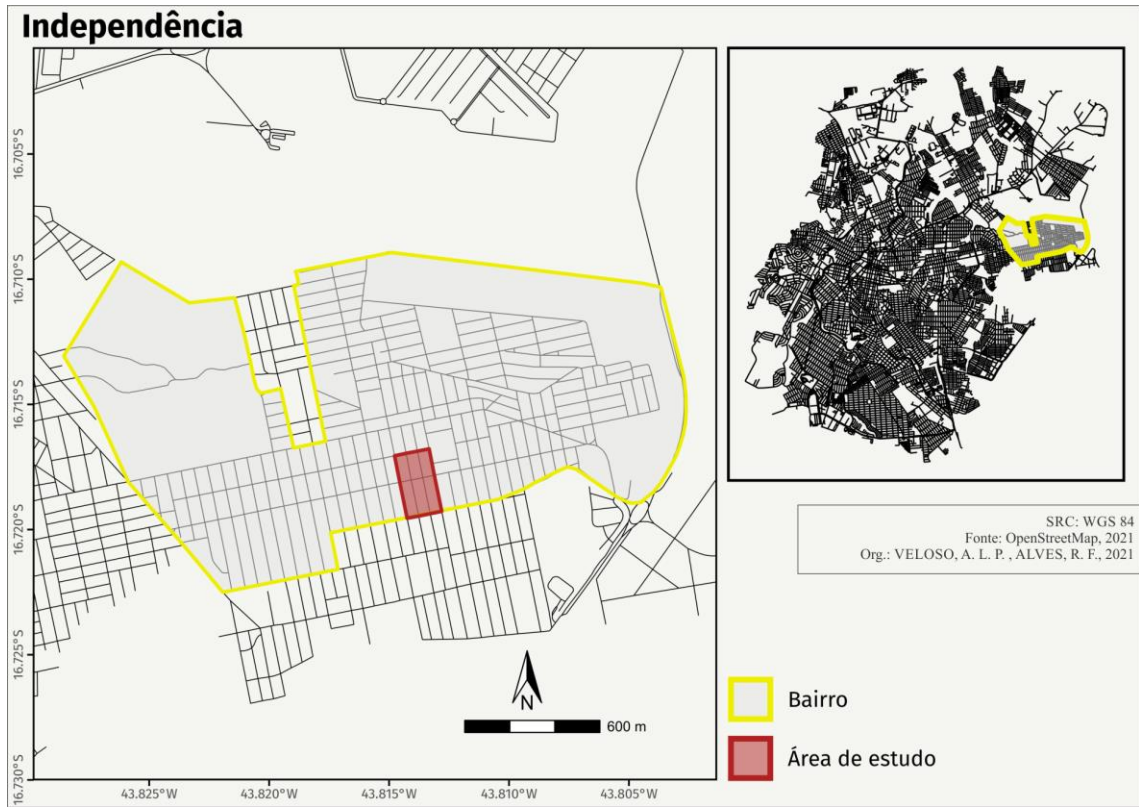 Independência
16.705°S
16.710°S
16.715°S
16.720°S
16.725°S
16.730°S
43.825°W
43.820°W
43.815°W
43.810°W
43.805°W
N
600 m
SRC: WGS 84
Fonte: OpenStreetMap, 2021
Org.: VELOSO, A. L. P. , ALVES, R. F., 2021
Bairro
Área de estudo